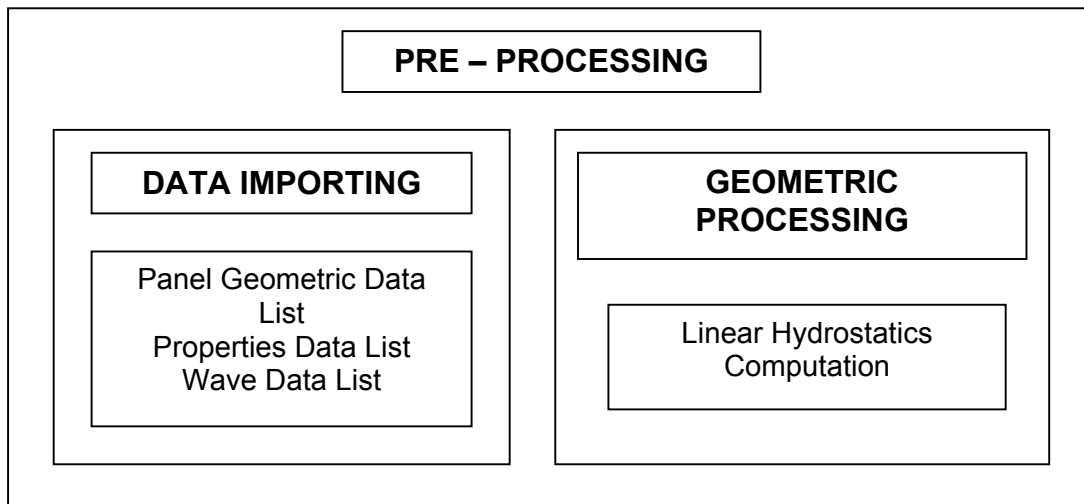 PRE – PROCESSING
DATA IMPORTING
Panel Geometric Data
List
Properties Data List
Wave Data List
GEOMETRIC
PROCESSING
Linear Hydrostatics
Computation